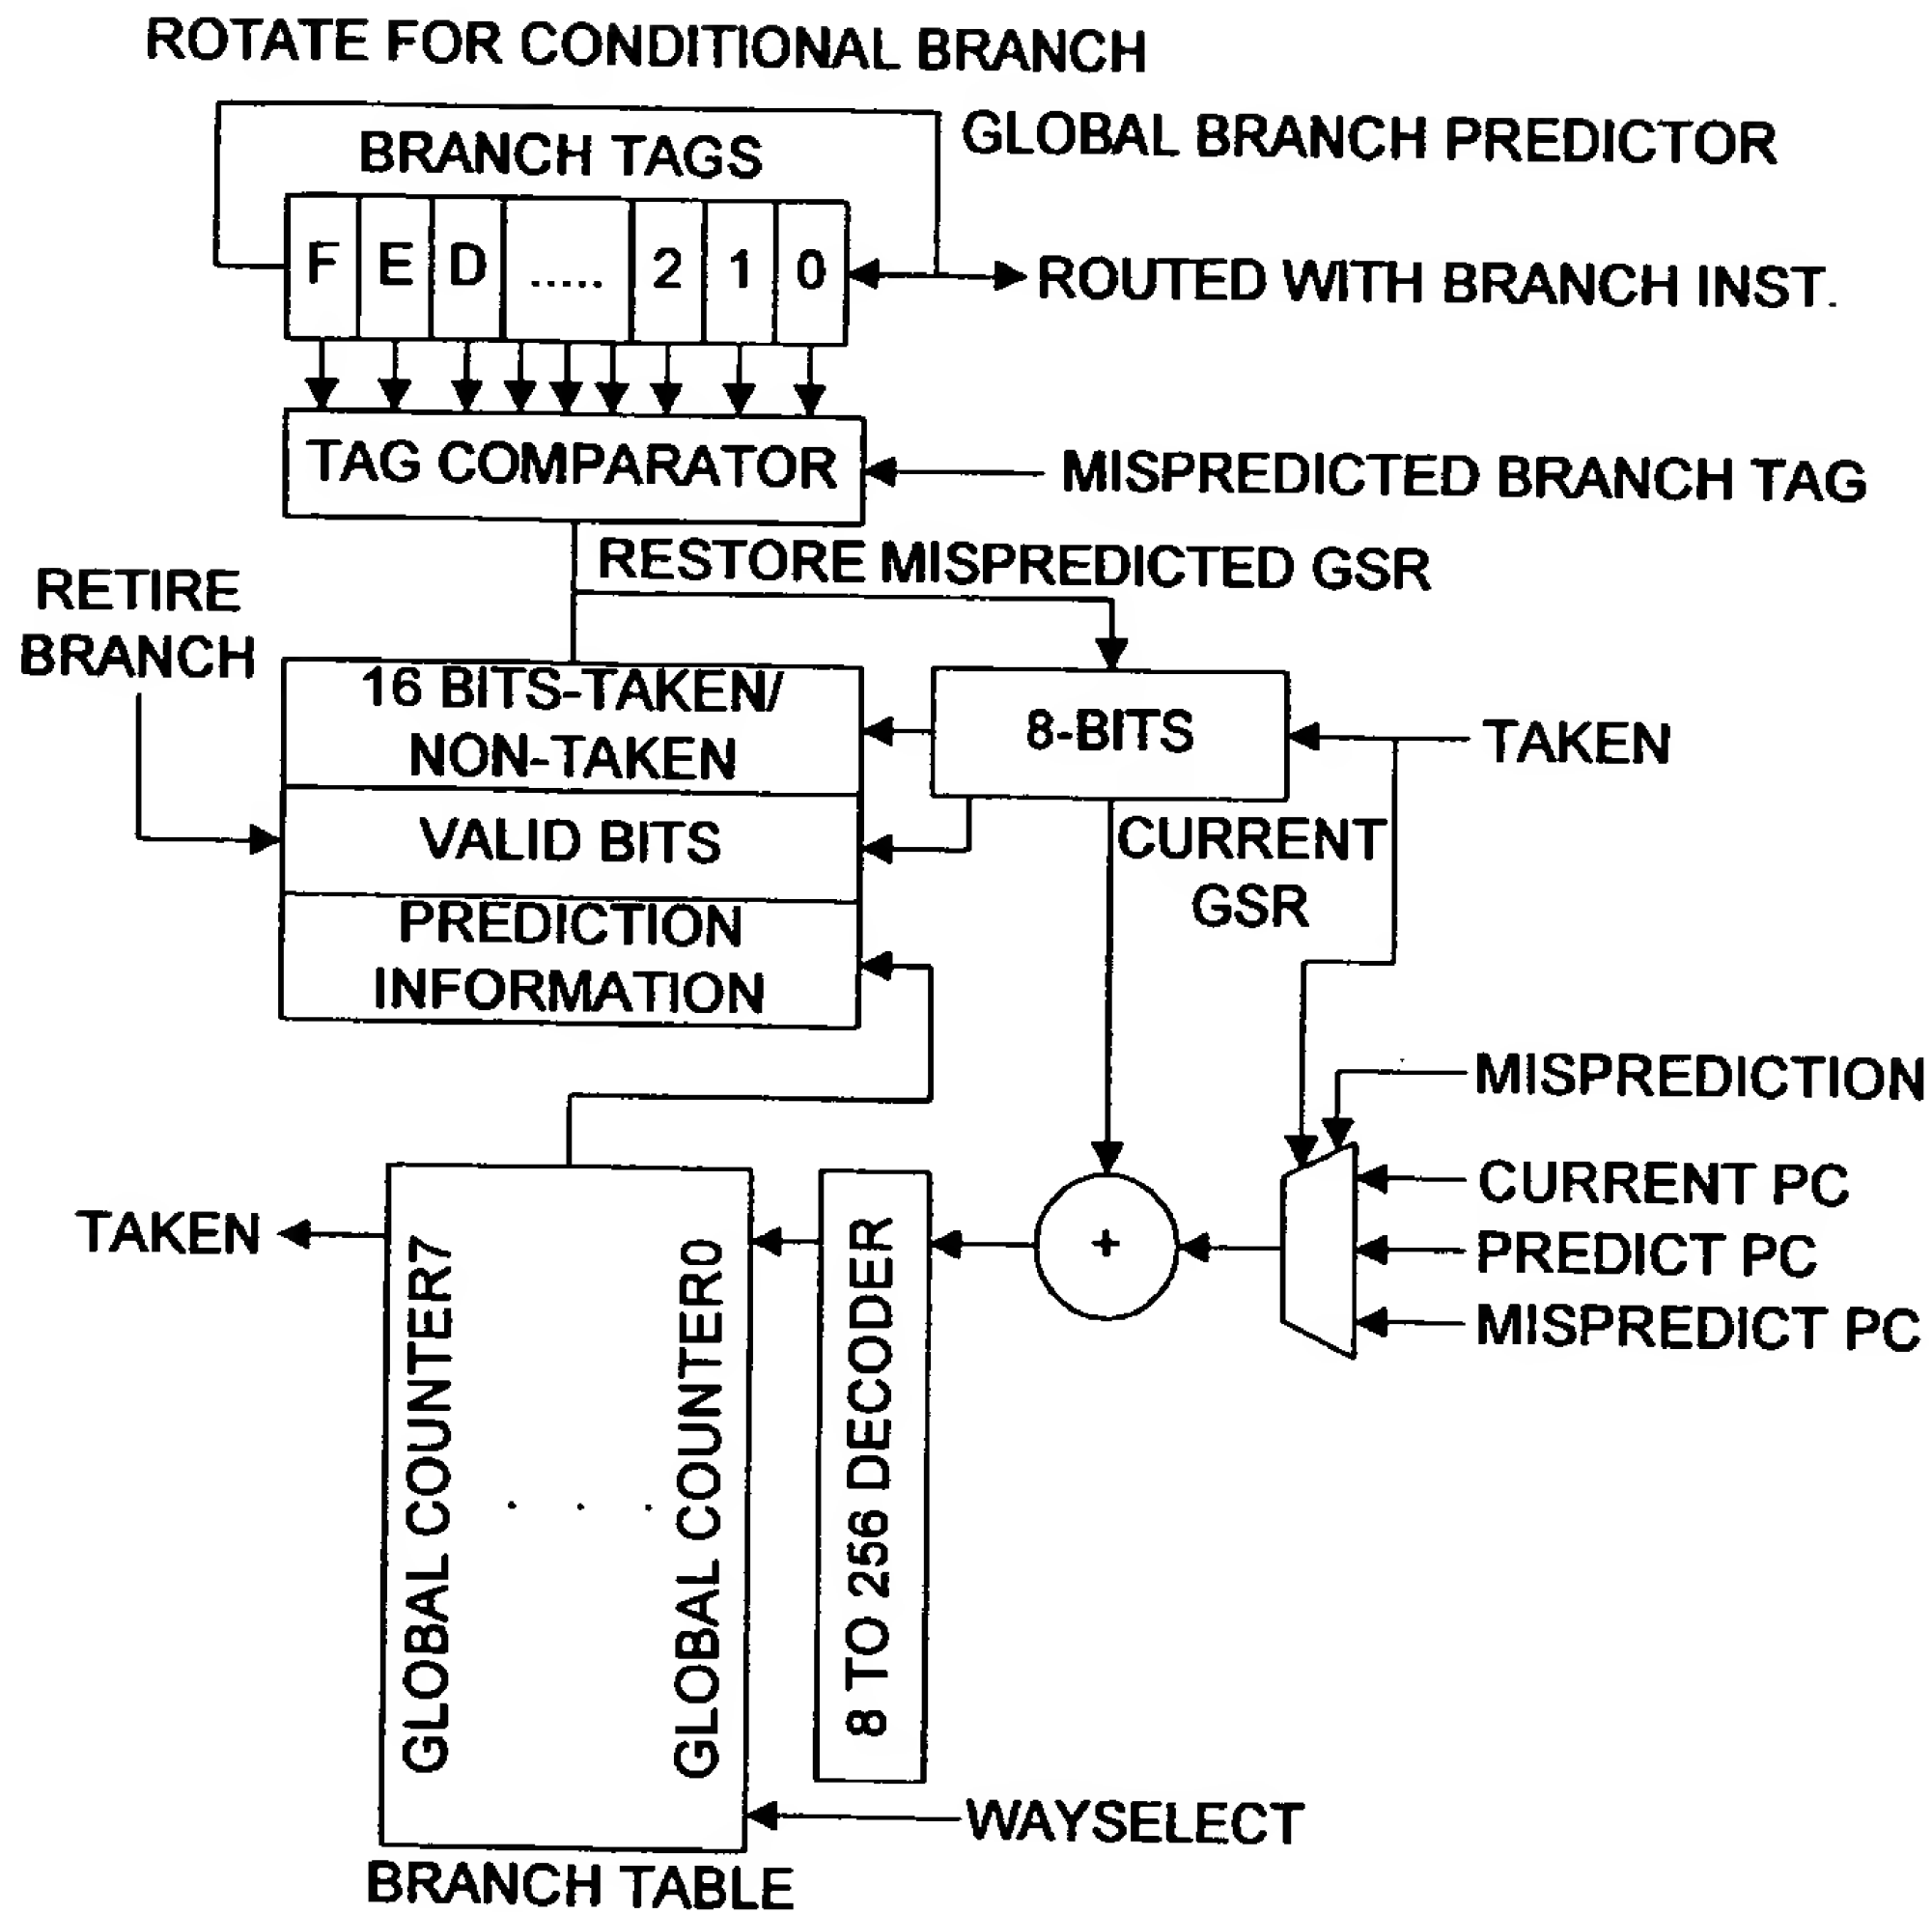 ROTATE FOR CONDITIONAL BRANCH
GLOBAL BRANCH PREDICTOR
BRANCH TAGS
F E D ..... 2 1 0
ROUTED WITH BRANCH INST.
TAG COMPARATOR
MISPREDICTED BRANCH TAG
RESTORE MISPREDICTED GSR
RETIRE
BRANCH
16 BITS-TAKEN/
NON-TAKEN
8-BITS
TAKEN
VALID BITS
CURRENT
GSR
PREDICTION
INFORMATION
MISPREDICTION
CURRENT PC
PREDICT PC
MISPREDICT PC
+
TAKEN
GLOBAL COUNTER7
. . .
GLOBAL COUNTER0
8 TO 256 DECODER
WAYSELECT
BRANCH TABLE